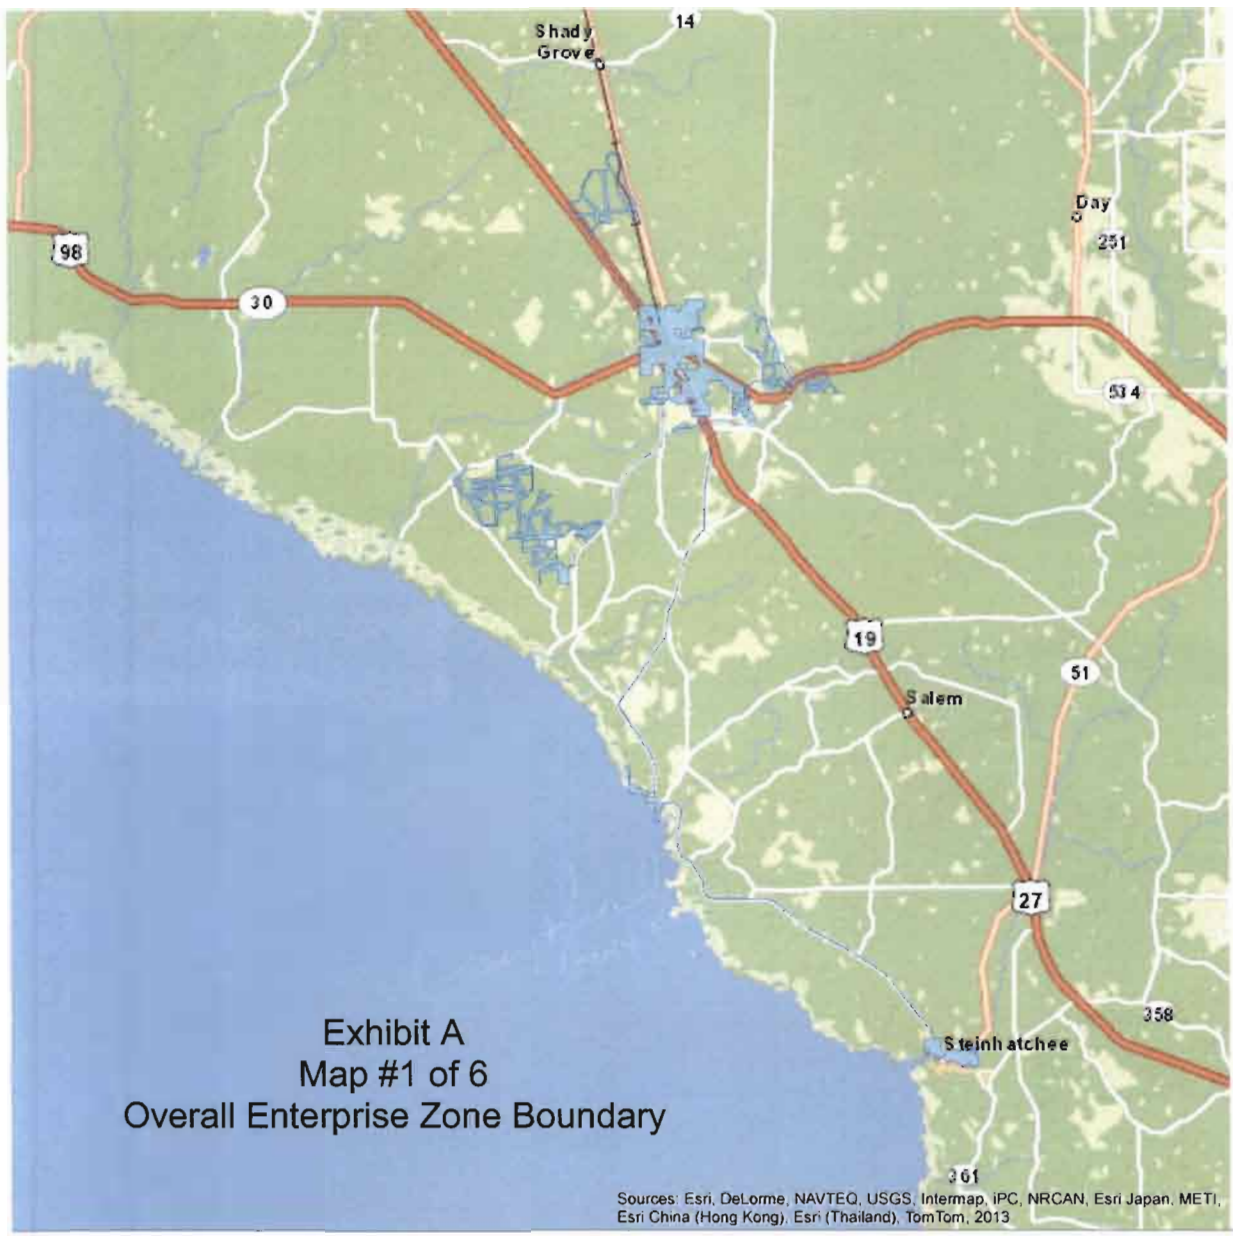 Shady
Grove
14
Day
251
98
30
534
19
51
Salem
27
358
Steinhatchee
361
Exhibit A
Map #1 of 6
Overall Enterprise Zone Boundary
Sources: Esri, DeLorme, NAVTEQ, USGS, Intermap, iPC, NRCAN, Esri Japan, METI,
Esri China (Hong Kong), Esri (Thailand), TomTom, 2013